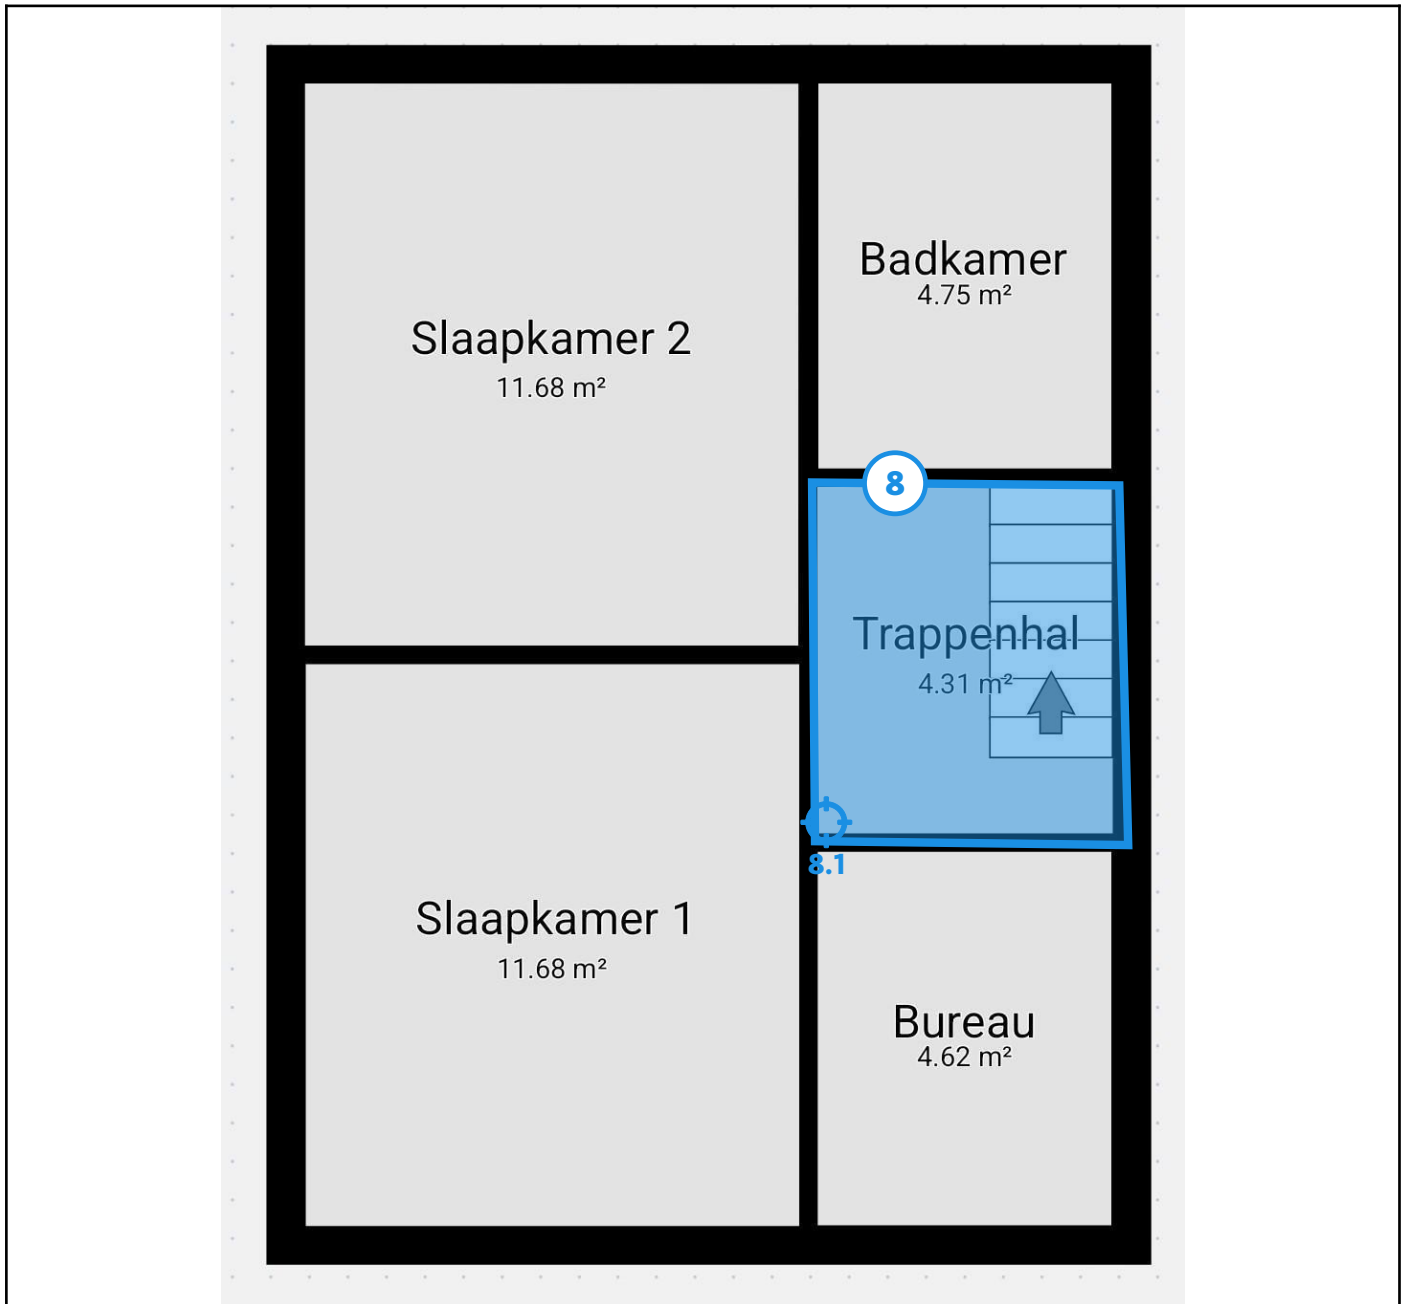 Slaapkamer 2
11.68 m²
Badkamer
4.75 m²
8
Trappenhal
4.31 m²
8.1
Slaapkamer 1
11.68 m²
Bureau
4.62 m²